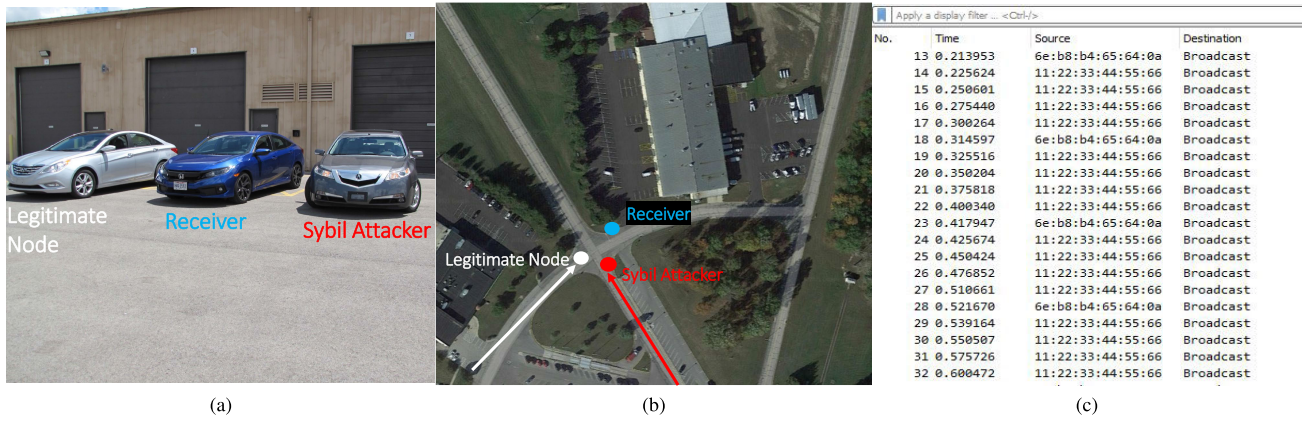 Legitimate
Node
Receiver
Sybil Attacker
(a)
Receiver
Legitimate Node
Sybil Attacker
(b)
Apply a display filter ... <Ctrl-/>
No. Time Source Destination
13 0.213953 6e:b8:b4:65:64:0a Broadcast
14 0.225624 11:22:33:44:55:66 Broadcast
15 0.250601 11:22:33:44:55:66 Broadcast
16 0.275440 11:22:33:44:55:66 Broadcast
17 0.300264 11:22:33:44:55:66 Broadcast
18 0.314597 6e:b8:b4:65:64:0a Broadcast
19 0.325516 11:22:33:44:55:66 Broadcast
20 0.350204 11:22:33:44:55:66 Broadcast
21 0.375818 11:22:33:44:55:66 Broadcast
22 0.400340 11:22:33:44:55:66 Broadcast
23 0.417947 6e:b8:b4:65:64:0a Broadcast
24 0.425674 11:22:33:44:55:66 Broadcast
25 0.450424 11:22:33:44:55:66 Broadcast
26 0.476852 11:22:33:44:55:66 Broadcast
27 0.510661 11:22:33:44:55:66 Broadcast
28 0.521670 6e:b8:b4:65:64:0a Broadcast
29 0.539164 11:22:33:44:55:66 Broadcast
30 0.550507 11:22:33:44:55:66 Broadcast
31 0.575726 11:22:33:44:55:66 Broadcast
32 0.600472 11:22:33:44:55:66 Broadcast
(c)